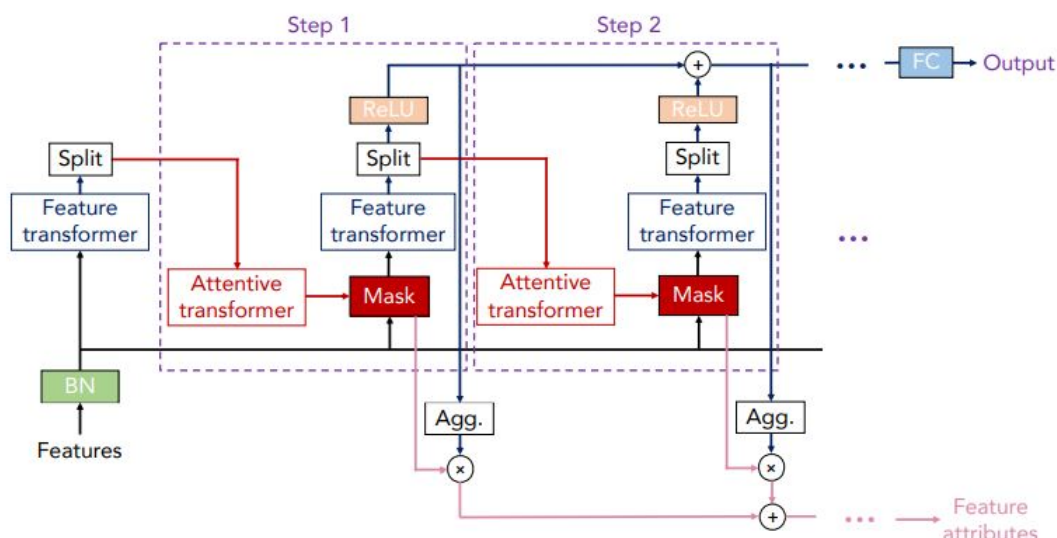 Step 1
Step 2
+
...
FC
Output
ReLU
ReLU
Split
Split
Split
Feature
transformer
Feature
transformer
Feature
transformer
...
Attentive
transformer
Mask
Attentive
transformer
Mask
BN
Features
Agg.
Agg.
×
×
+
...
Feature
attributes